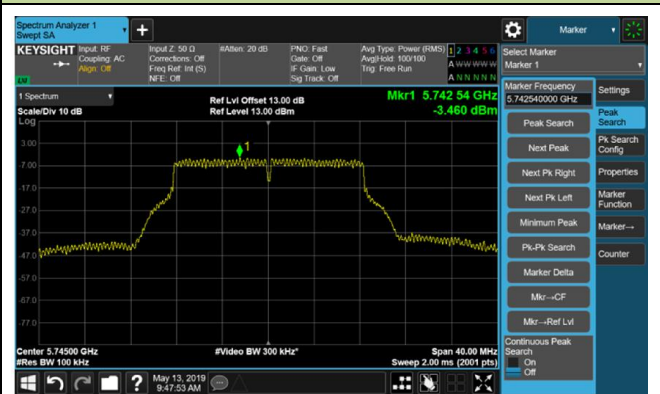 Spectrum Analyzer 1
Swept SA
+
Marker
KEYSIGHT
Input: RF
Coupling: AC
Align: Off
Input Z: 50 Ω
Corrections: Off
Freq Ref: Int (S)
NFE: Off
#Atten: 20 dB
PNO: Fast
Gate: Off
IF Gain: Low
Sig Track: Off
Avg Type: Power (RMS)
Avg|Hold: 100/100
Trig: Free Run
1 2 3 4 5 6
A W W W W W
A N N N N N
Select Marker
Marker 1
1 Spectrum
Scale/Div 10 dB
Log
Ref Lvl Offset 13.00 dB
Ref Level 13.00 dBm
Mkr1 5.742 54 GHz
-3.460 dBm
1
3.00
-17.0
-27.0
-37.0
-47.0
-57.0
-67.0
-77.0
Center 5.74500 GHz
#Res BW 100 kHz
#Video BW 300 kHz*
Span 40.00 MHz
Sweep 2.00 ms (2001 pts)
May 13, 2019
9:47:53 AM
?
Marker Frequency
5.742540000 GHz
Peak Search
Next Peak
Next Pk Right
Next Pk Left
Minimum Peak
Pk-Pk Search
Marker Delta
Mkr→CF
Mkr→Ref Lvl
Continuous Peak
Search
On
Off
Settings
Peak
Search
Pk Search
Config
Properties
Marker
Function
Marker→
Counter